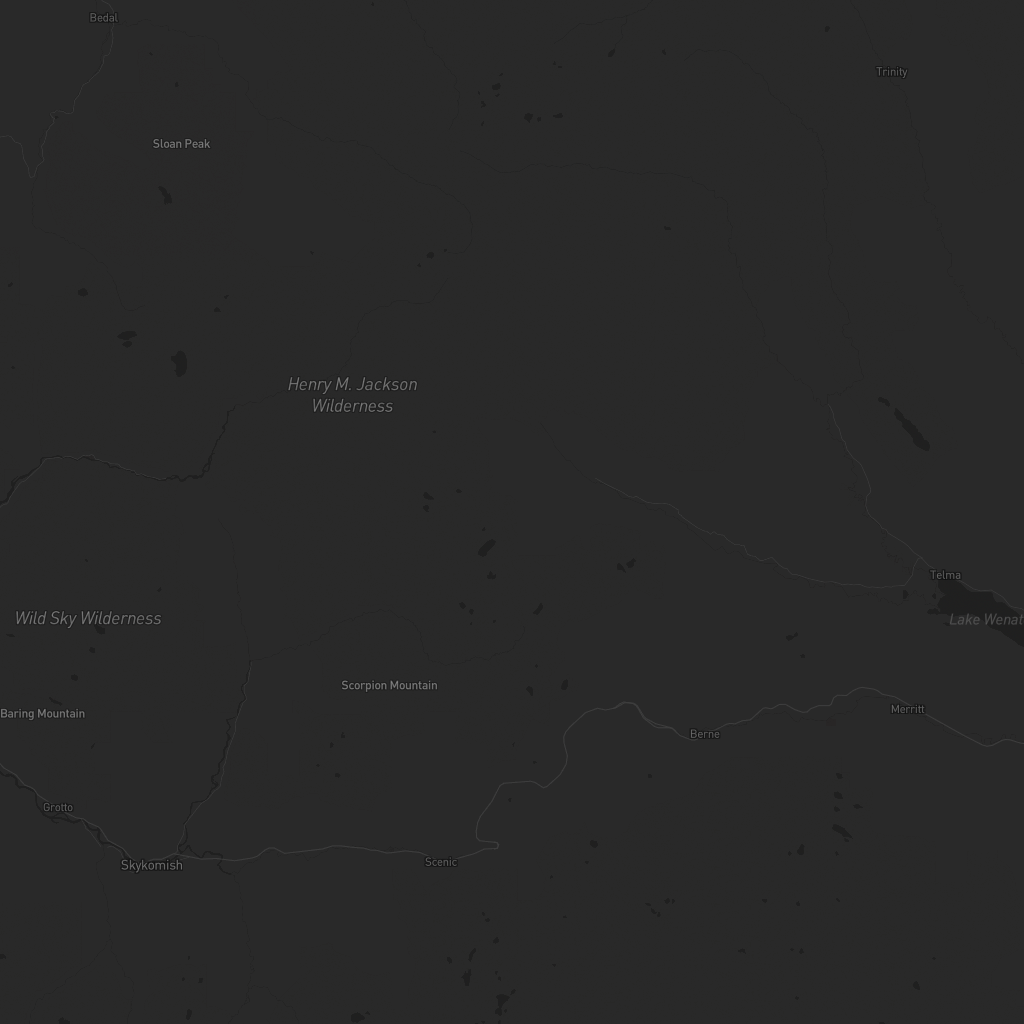 Bedal
Trinity
Sloan Peak
Henry M. Jackson
Wilderness
Telma
Wild Sky Wilderness
Lake Wenat
Scorpion Mountain
Baring Mountain
Merritt
Berne
Grotto
Skykomish
Scenic